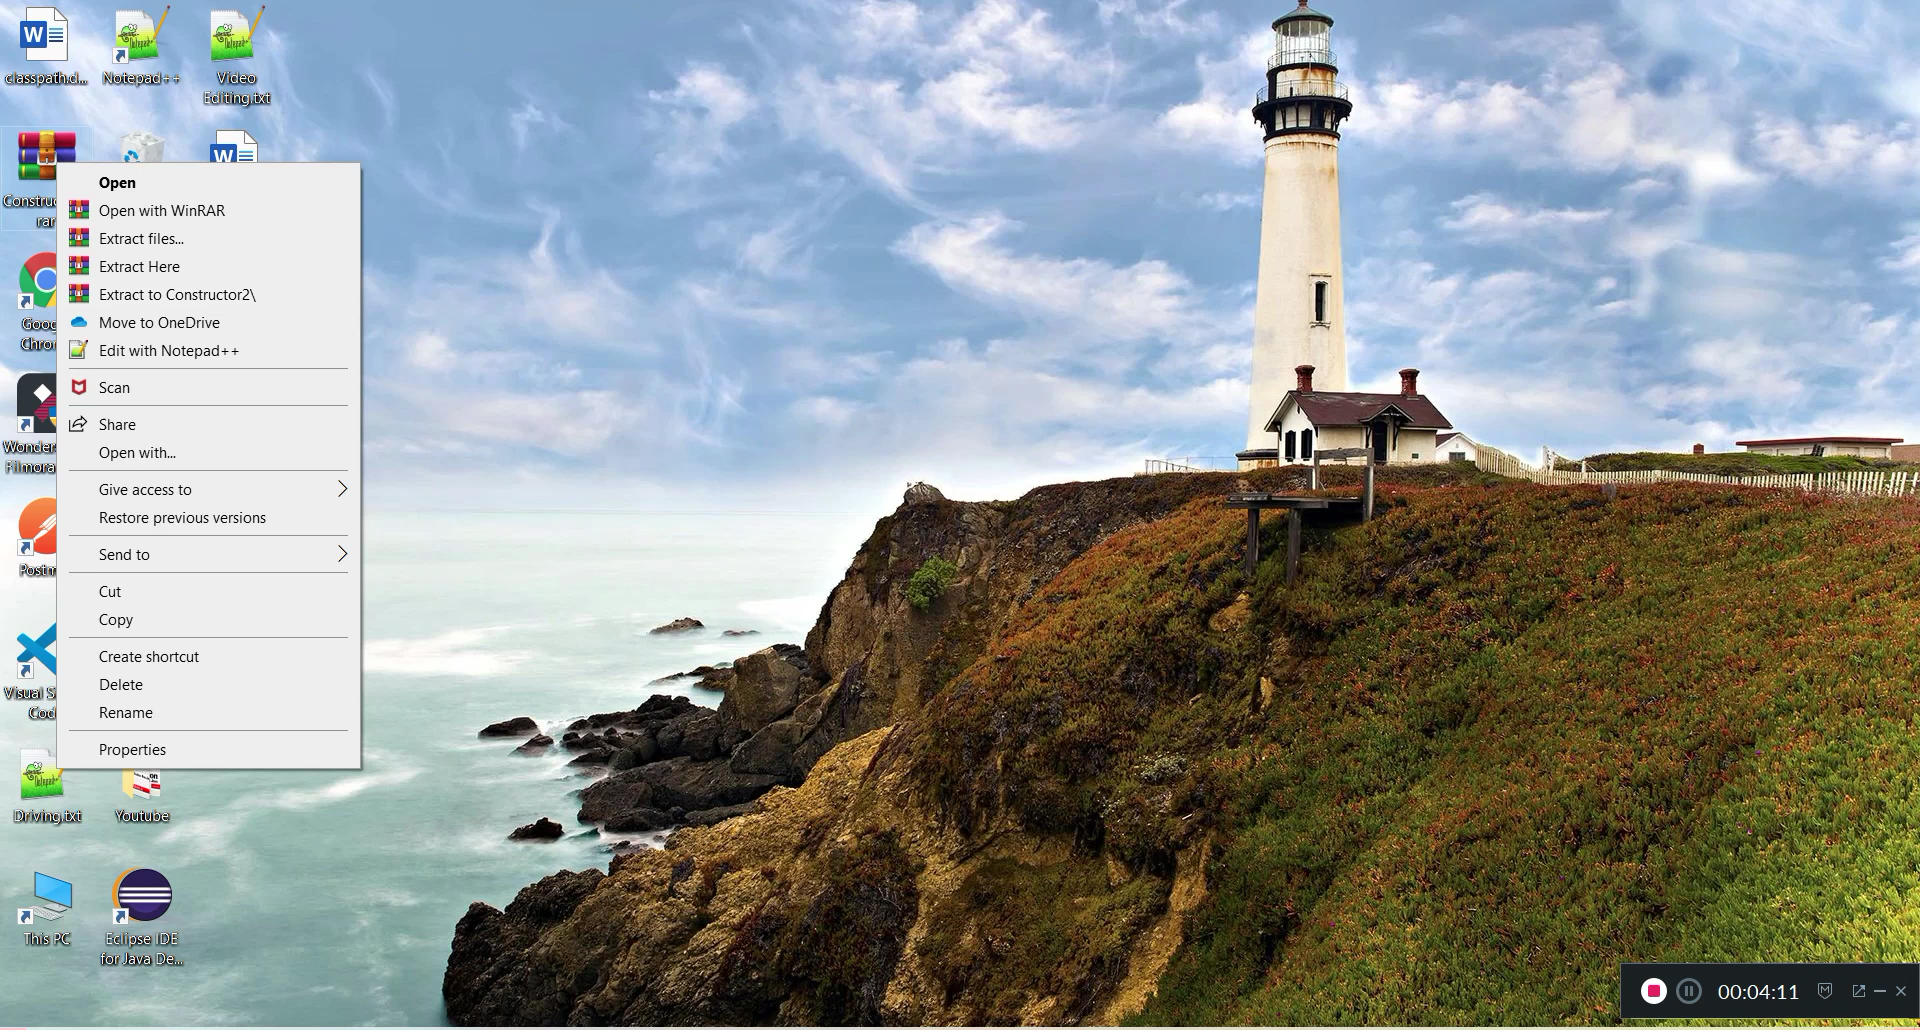 classpath.cl...
Notepad++
Video
Editing.txt
Open
Open with WinRAR
Extract files...
Extract Here
Extract to Constructor2\
Move to OneDrive
Edit with Notepad++
Scan
Share
Open with...
Give access to
Restore previous versions
Send to
Cut
Copy
Create shortcut
Delete
Rename
Properties
Construc
rar
Goog
Chro
Wonder
Filmora
Postm
Visual S
Cod
Driving.txt
Youtube
This PC
Eclipse IDE
for Java De...
00:04:11